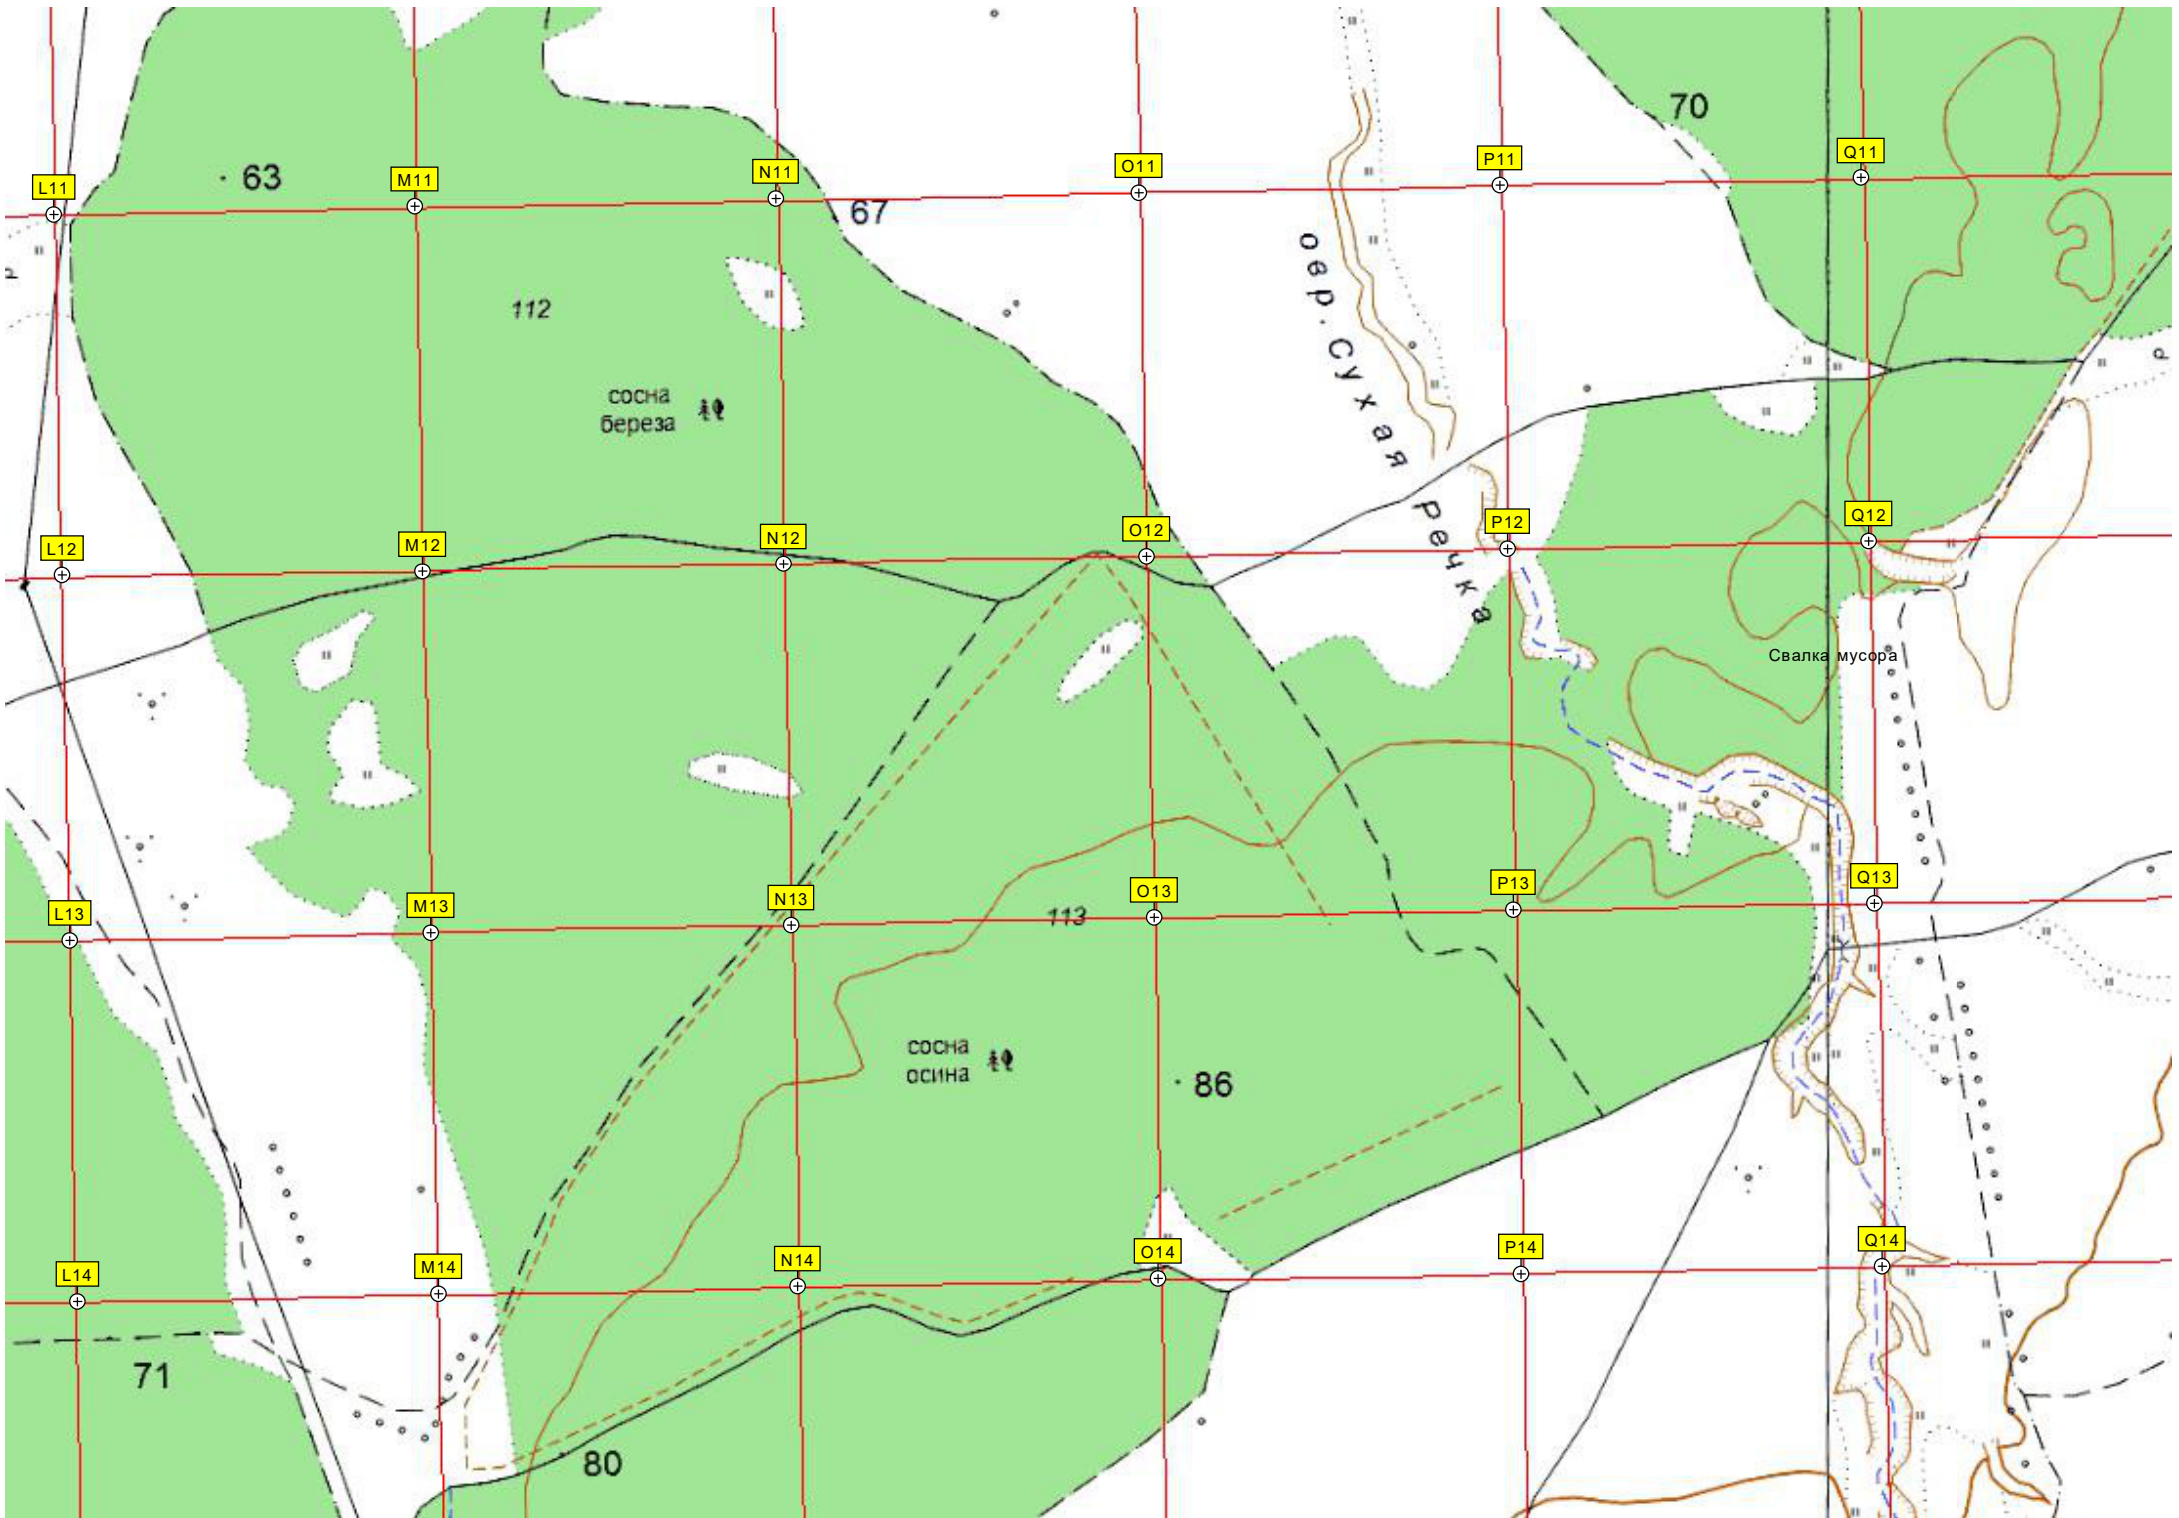 70
Q11
P11
O11
N11
M11
L11
63
67
р
112
овр. Сухая речка
р
сосна
береза
Q12
P12
O12
N12
M12
L12
Свалка мусора
Q13
P13
O13
N13
M13
L13
113
сосна
осина
86
Q14
P14
O14
N14
M14
L14
71
80